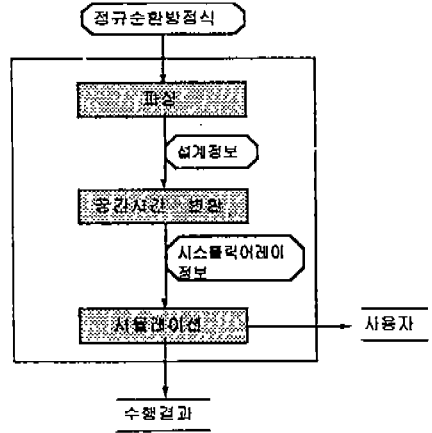 정규순환방정식
파싱
설계정보
공간시간 변환
시스톨릭어레이
정보
시뮬레이션
사용자
수행결과